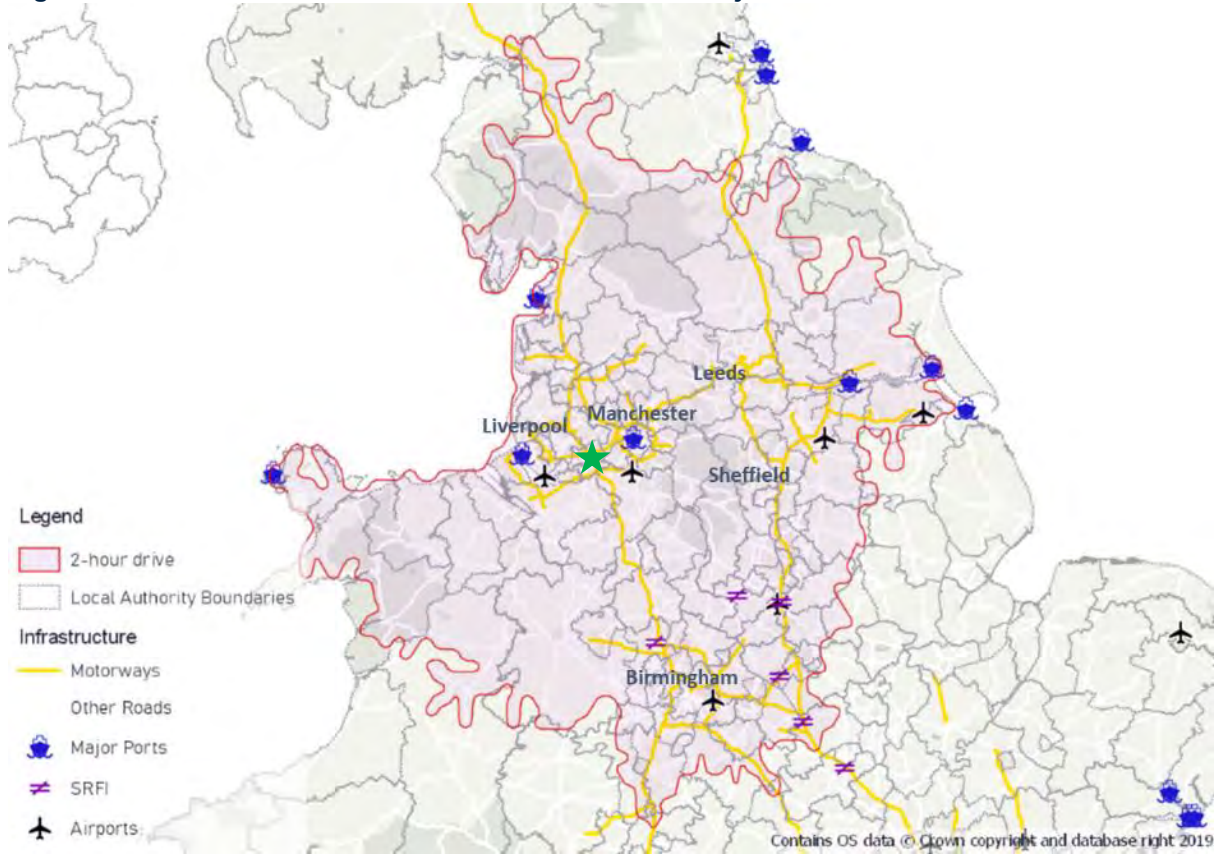 Leeds
Manchester
Liverpool
Sheffield
Birmingham
Legend
2-hour drive
Local Authority Boundaries
Infrastructure
Motorways
Other Roads
Major Ports
SRFI
Airports
Contains OS data © Crown copyright and database right 2019